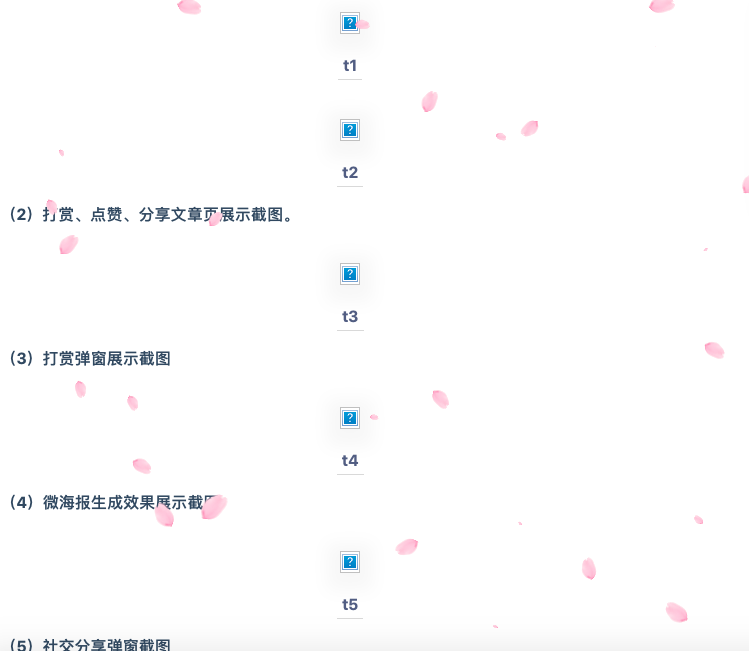 t1
t2
（2）打赏、点赞、分享文章页展示截图。
t3
（3）打赏弹窗展示截图
t4
（4）微海报生成效果展示截图
t5
（5）社交分享弹窗截图